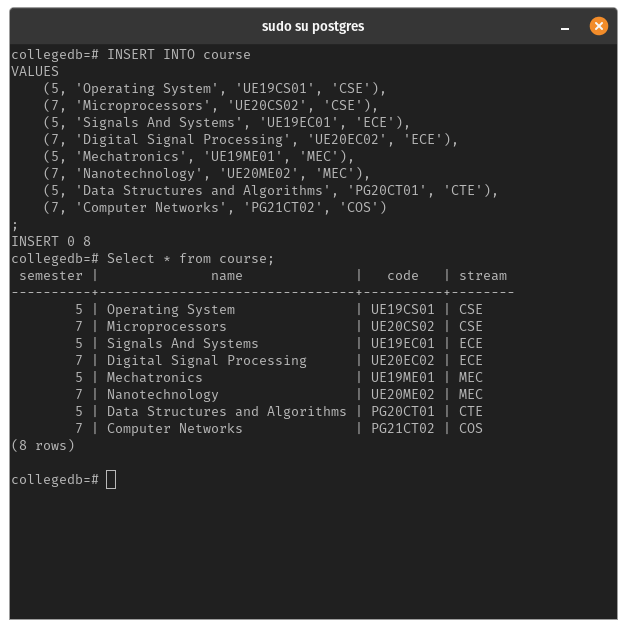 sudo su postgres
collegedb=# INSERT INTO course
VALUES
    (5, 'Operating System', 'UE19CS01', 'CSE'),
    (7, 'Microprocessors', 'UE20CS02', 'CSE'),
    (5, 'Signals And Systems', 'UE19EC01', 'ECE'),
    (7, 'Digital Signal Processing', 'UE20EC02', 'ECE'),
    (5, 'Mechatronics', 'UE19ME01', 'MEC'),
    (7, 'Nanotechnology', 'UE20ME02', 'MEC'),
    (5, 'Data Structures and Algorithms', 'PG20CT01', 'CTE'),
    (7, 'Computer Networks', 'PG21CT02', 'COS')
;
INSERT 0 8
collegedb=# Select * from course;
 semester |              name              |   code   | stream
----------+--------------------------------+----------+--------
        5 | Operating System               | UE19CS01 | CSE
        7 | Microprocessors                | UE20CS02 | CSE
        5 | Signals And Systems            | UE19EC01 | ECE
        7 | Digital Signal Processing      | UE20EC02 | ECE
        5 | Mechatronics                   | UE19ME01 | MEC
        7 | Nanotechnology                 | UE20ME02 | MEC
        5 | Data Structures and Algorithms | PG20CT01 | CTE
        7 | Computer Networks              | PG21CT02 | COS
(8 rows)
collegedb=#